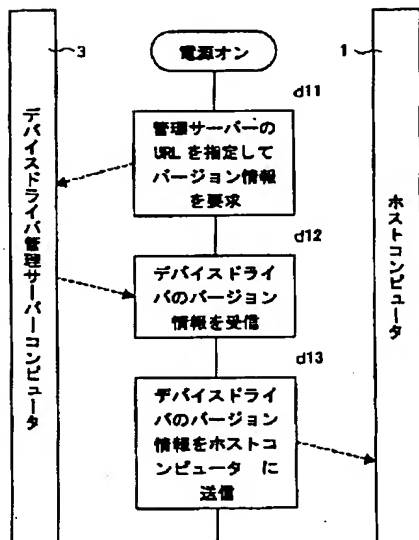 3
電源オン
1
d11
管理サーバーの
URLを指定して
バージョン情報
を要求
d12
デバイスドライ
バのバージョン
情報を受信
d13
デバイスドライ
バのバージョン
情報をホストコ
ンピュータ に
送信
デバイスドライバ管理サーバーコンピュータ
ホストコンピュータ